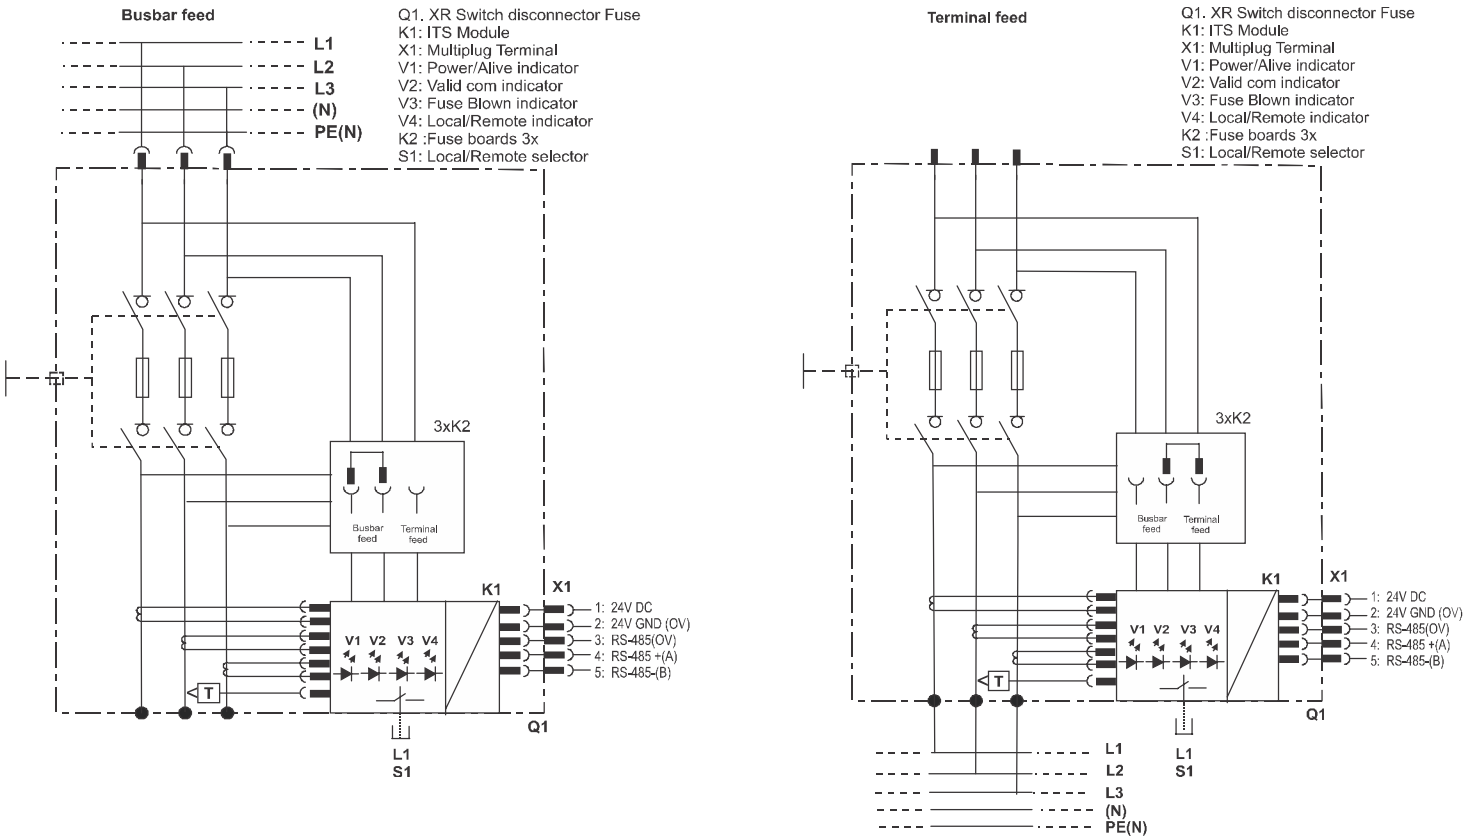 Busbar feed
L1
L2
L3
(N)
PE(N)
Q1. XR Switch disconnector Fuse
K1: ITS Module
X1: Multiplug Terminal
V1: Power/Alive indicator
V2: Valid com indicator
V3: Fuse Blown indicator
V4: Local/Remote indicator
K2 :Fuse boards 3x
S1: Local/Remote selector
3xK2
Busbar
feed
Terminal
feed
K1
X1
V1 V2 V3 V4
1: 24V DC
2: 24V GND (OV)
3: RS-485(OV)
4: RS-485 +(A)
5: RS-485-(B)
T
Q1
L1
S1
Terminal feed
Q1. XR Switch disconnector Fuse
K1: ITS Module
X1: Multiplug Terminal
V1: Power/Alive indicator
V2: Valid com indicator
V3: Fuse Blown indicator
V4: Local/Remote indicator
K2 :Fuse boards 3x
S1: Local/Remote selector
3xK2
Busbar
feed
Terminal
feed
K1
X1
V1 V2 V3 V4
1: 24V DC
2: 24V GND (OV)
3: RS-485(OV)
4: RS-485 +(A)
5: RS-485-(B)
T
Q1
L1
S1
L1
L2
L3
(N)
PE(N)